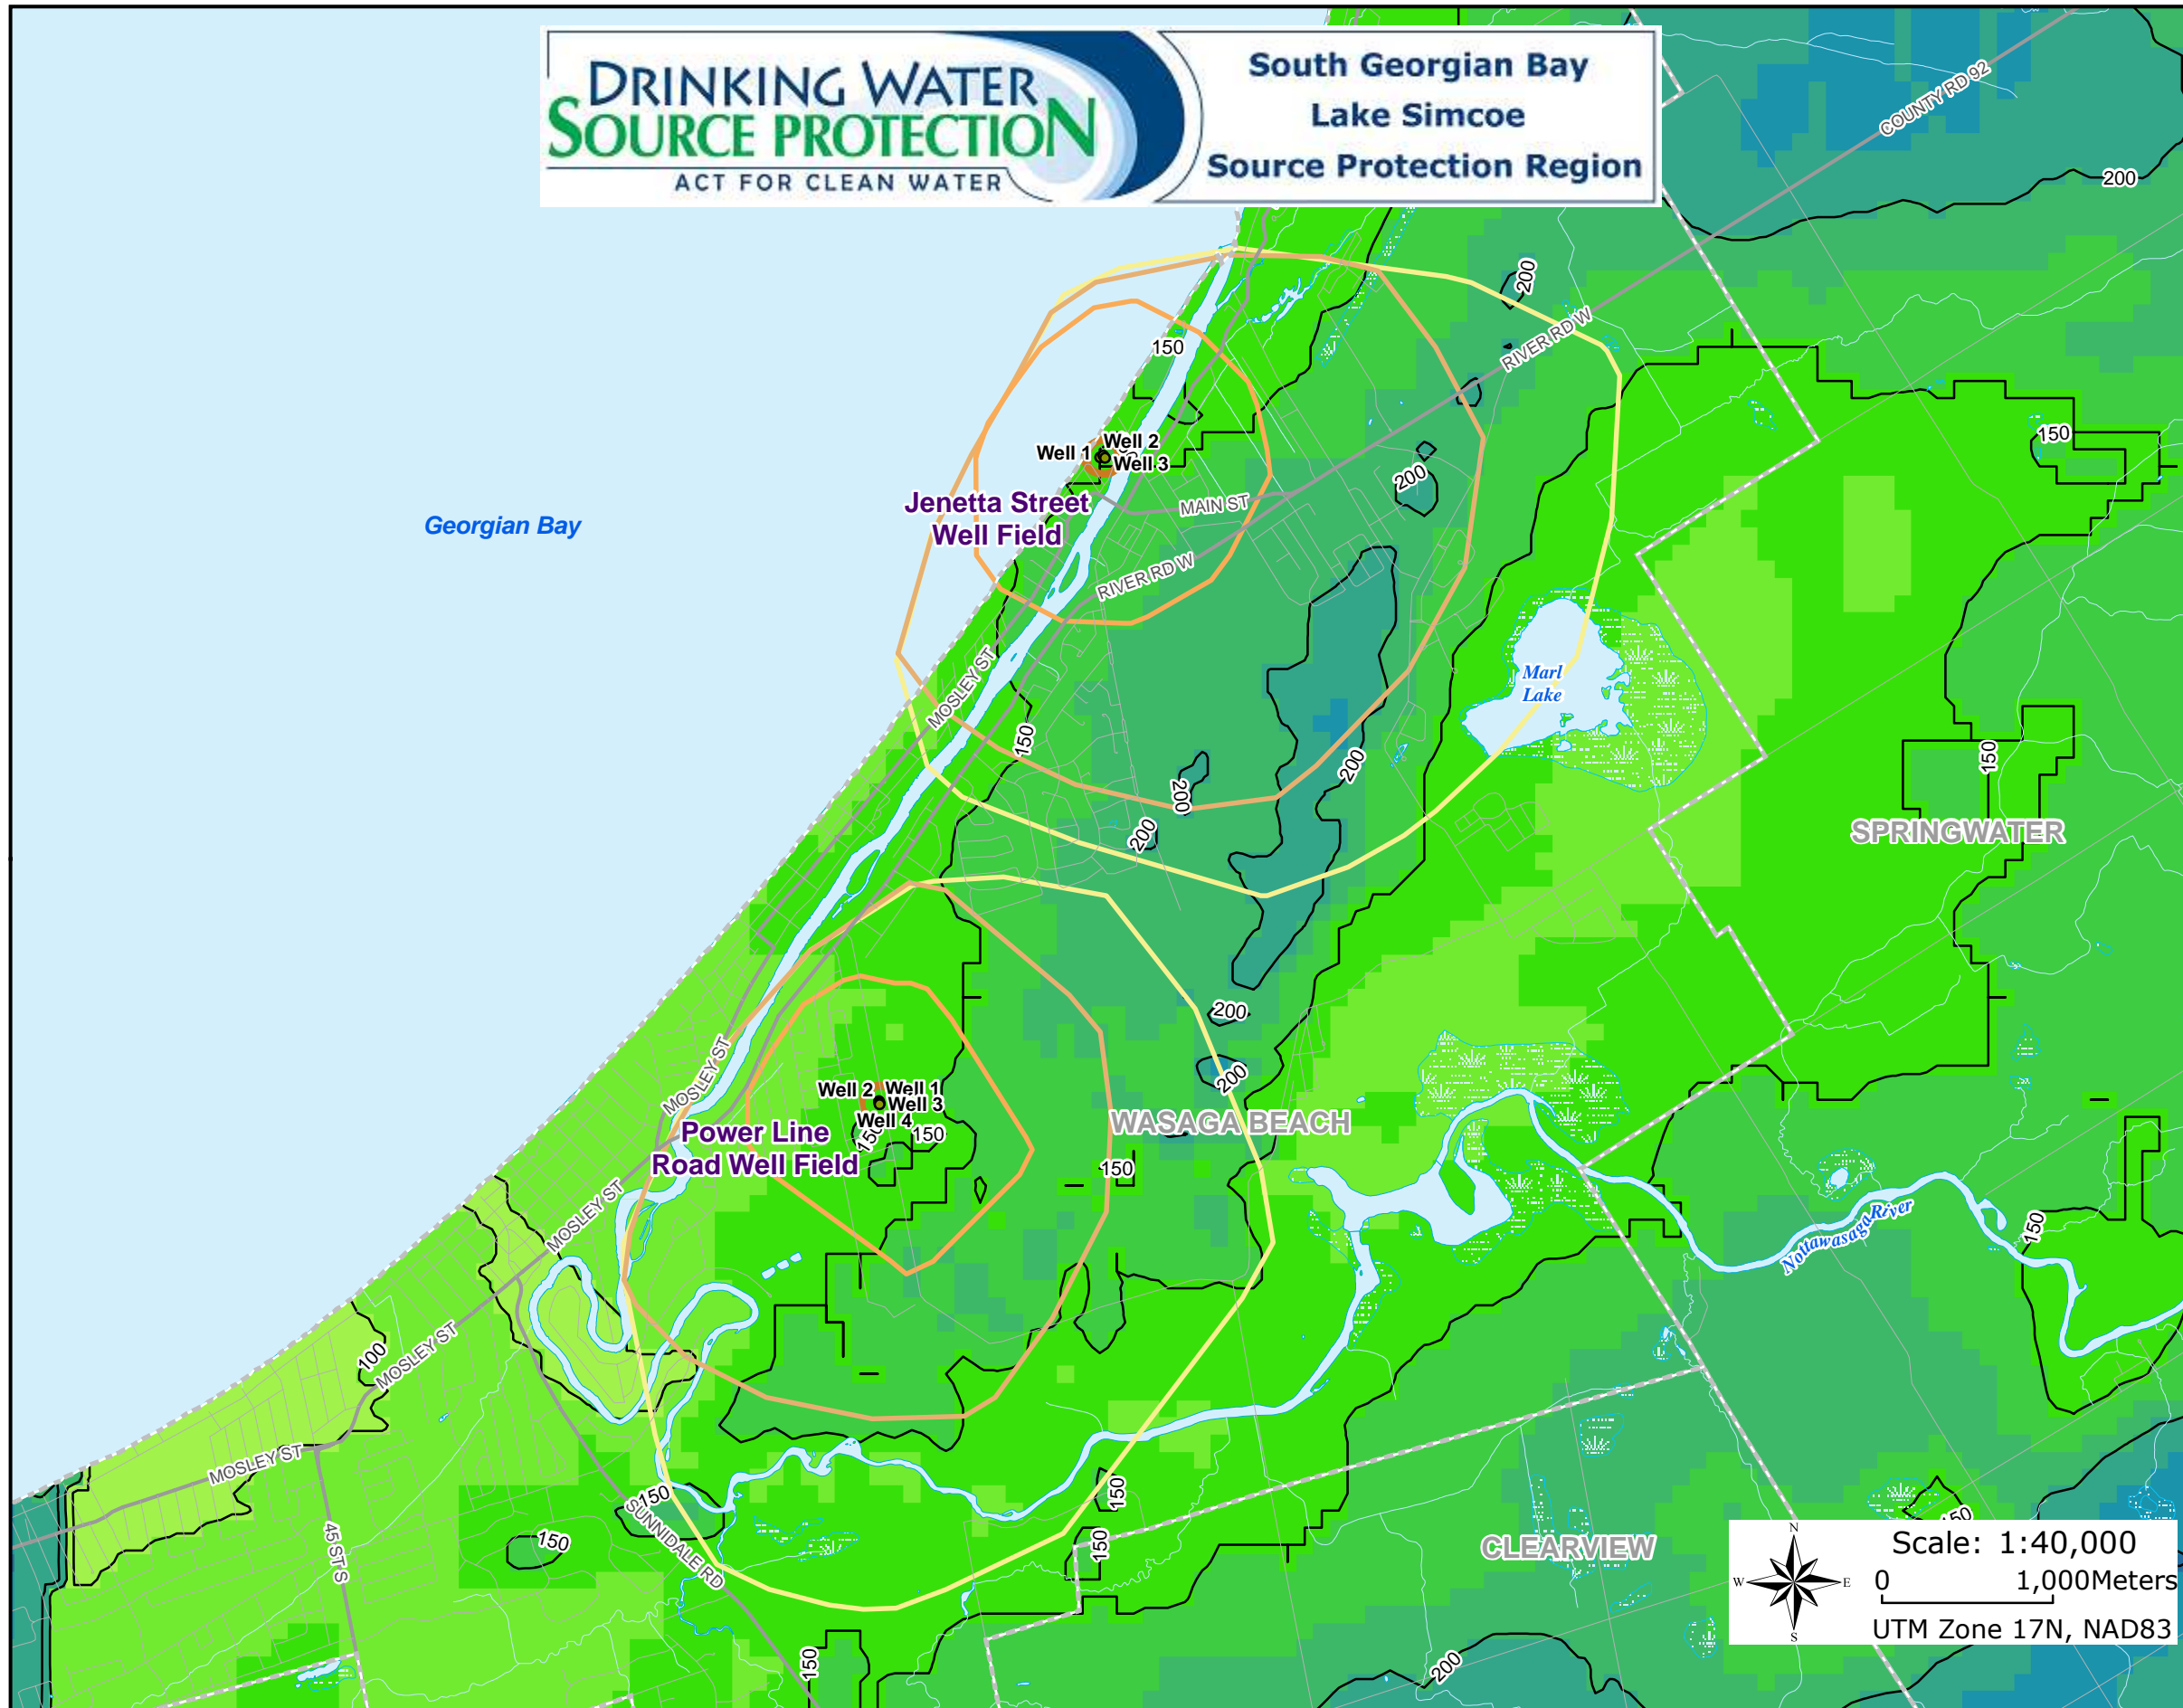 DRINKING WATER
SOURCE PROTECTION
ACT FOR CLEAN WATER
South Georgian Bay
Lake Simcoe
Source Protection Region
COUNTY RD 92
200
200
RIVER RD W
150
Well 2
Well 1
Well 3
150
200
Jenetta Street
Well Field
MAIN ST
Georgian Bay
RIVER RD W
MOSLEY ST
Marl
Lake
150
200
150
200
200
SPRINGWATER
200
200
MOSLEY ST
Well 2
Well 1
Well 3
Well 4
WASAGA BEACH
Power Line
Road Well Field
150
150
150
MOSLEY ST
Nottawasaga River
150
100
MOSLEY ST
MOSLEY ST
150
150
SUNNIDALE RD
150
150
150
45 ST S
CLEARVIEW
150
200
N
W
E
S
Scale: 1:40,000
0
1,000Meters
UTM Zone 17N, NAD83